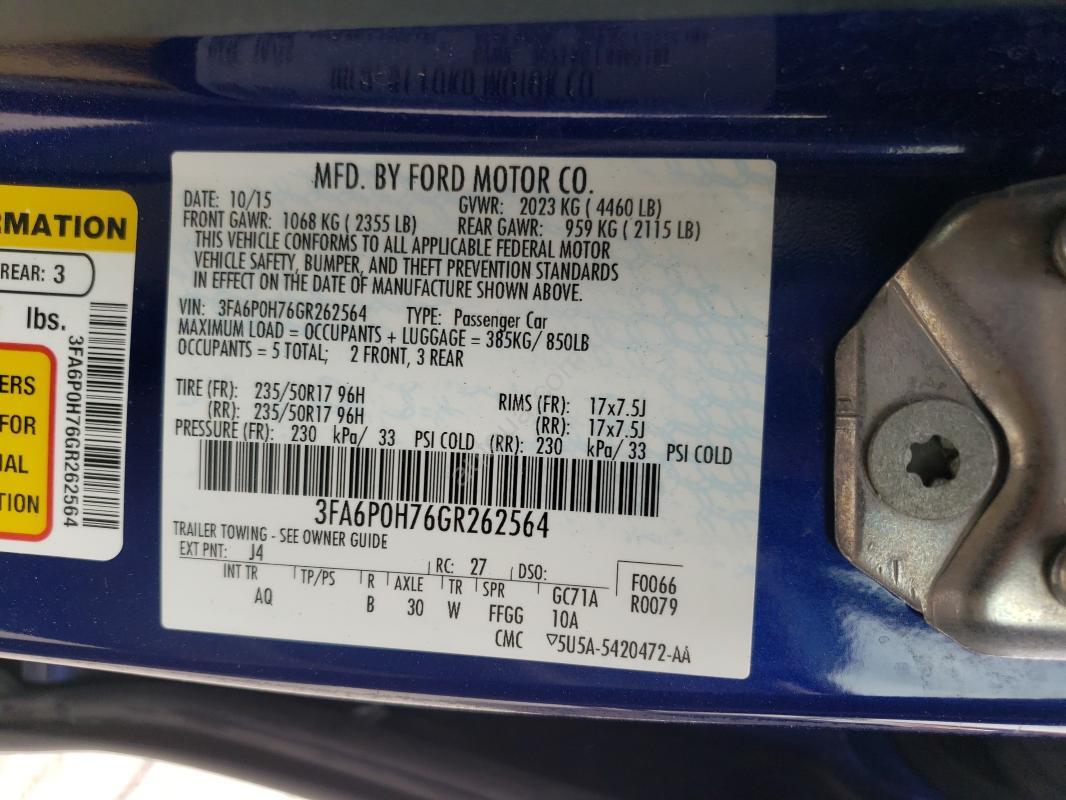 MFD. BY FORD MOTOR CO.
DATE: 10/15 GVWR: 2023 KG ( 4460 LB)
FRONT GAWR: 1068 KG ( 2355 LB) REAR GAWR: 959 KG ( 2115 LB)
THIS VEHICLE CONFORMS TO ALL APPLICABLE FEDERAL MOTOR
VEHICLE SAFETY, BUMPER, AND THEFT PREVENTION STANDARDS
IN EFFECT ON THE DATE OF MANUFACTURE SHOWN ABOVE.
VIN: 3FA6P0H76GR262564 TYPE: Passenger Car
MAXIMUM LOAD = OCCUPANTS + LUGGAGE = 385KG/ 850LB
OCCUPANTS = 5 TOTAL; 2 FRONT, 3 REAR
TIRE (FR): 235/50R17 96H RIMS (FR): 17x7.5J
(RR): 235/50R17 96H (RR): 17x7.5J
PRESSURE (FR): 230 kPa/ 33 PSI COLD (RR): 230 kPa/ 33 PSI COLD
3FA6P0H76GR262564
TRAILER TOWING - SEE OWNER GUIDE
EXT PNT: J4 RC: 27 DSO: F0066
INT TR TP/PS R AXLE TR SPR GC71A R0079
AQ B 30 W FFGG 10A
CMC ▽5U5A-5420472-AA
RMATION
REAR: 3
lbs.
3FA6P0H76GR262564
ERS
FOR
IAL
TION